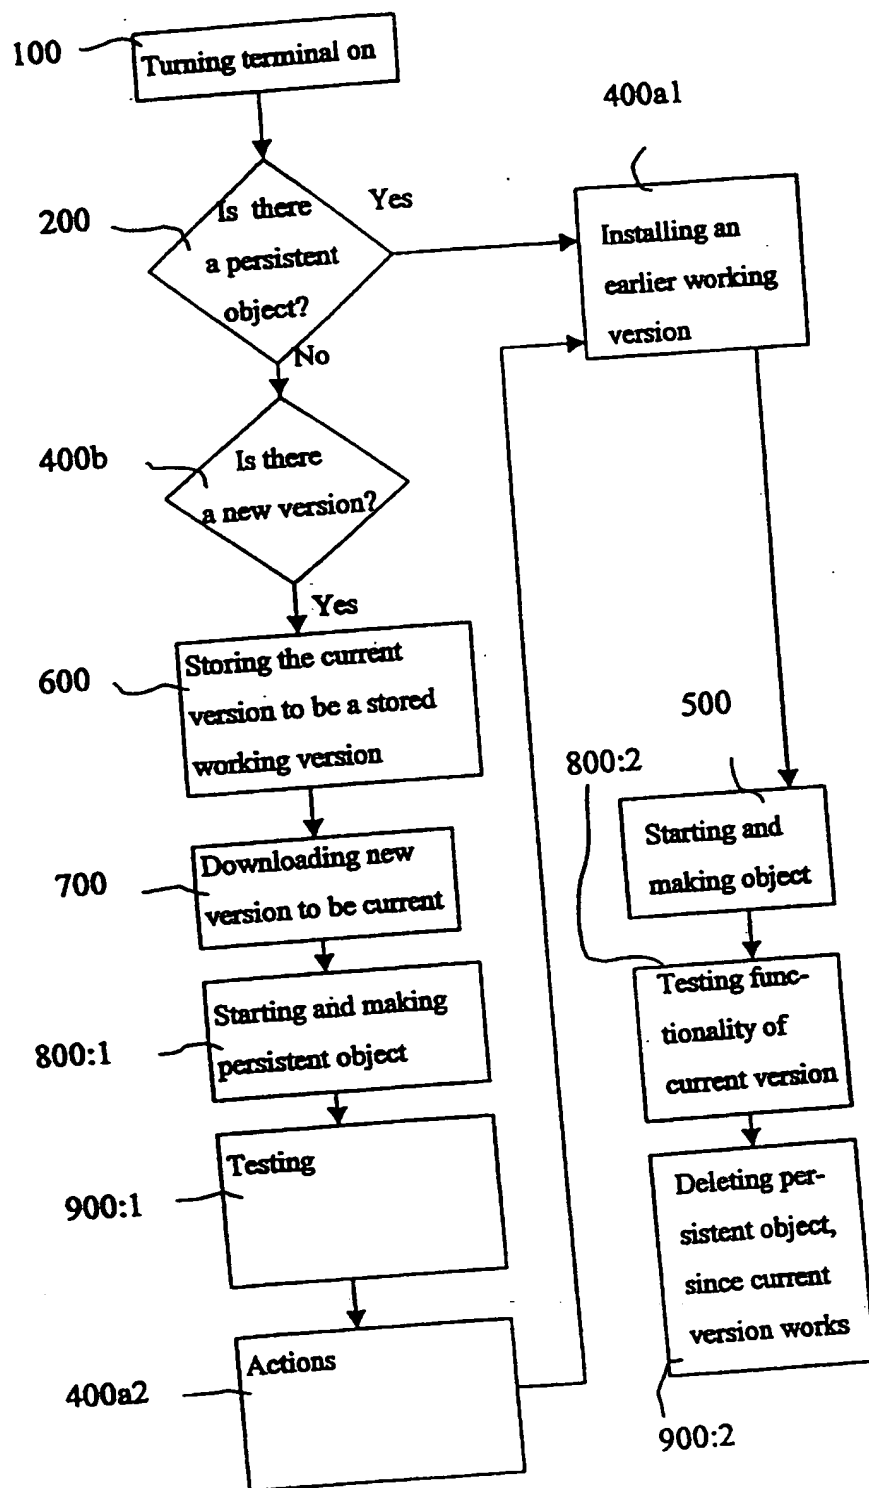 100
Turning terminal on
200
Is there
a persistent
object?
Yes
No
400a1
Installing an
earlier working
version
400b
Is there
a new version?
Yes
600
Storing the current
version to be a stored
working version
700
Downloading new
version to be current
800:1
Starting and making
persistent object
900:1
Testing
400a2
Actions
500
Starting and
making object
800:2
Testing func-
tionality of
current version
Deleting per-
sistent object,
since current
version works
900:2